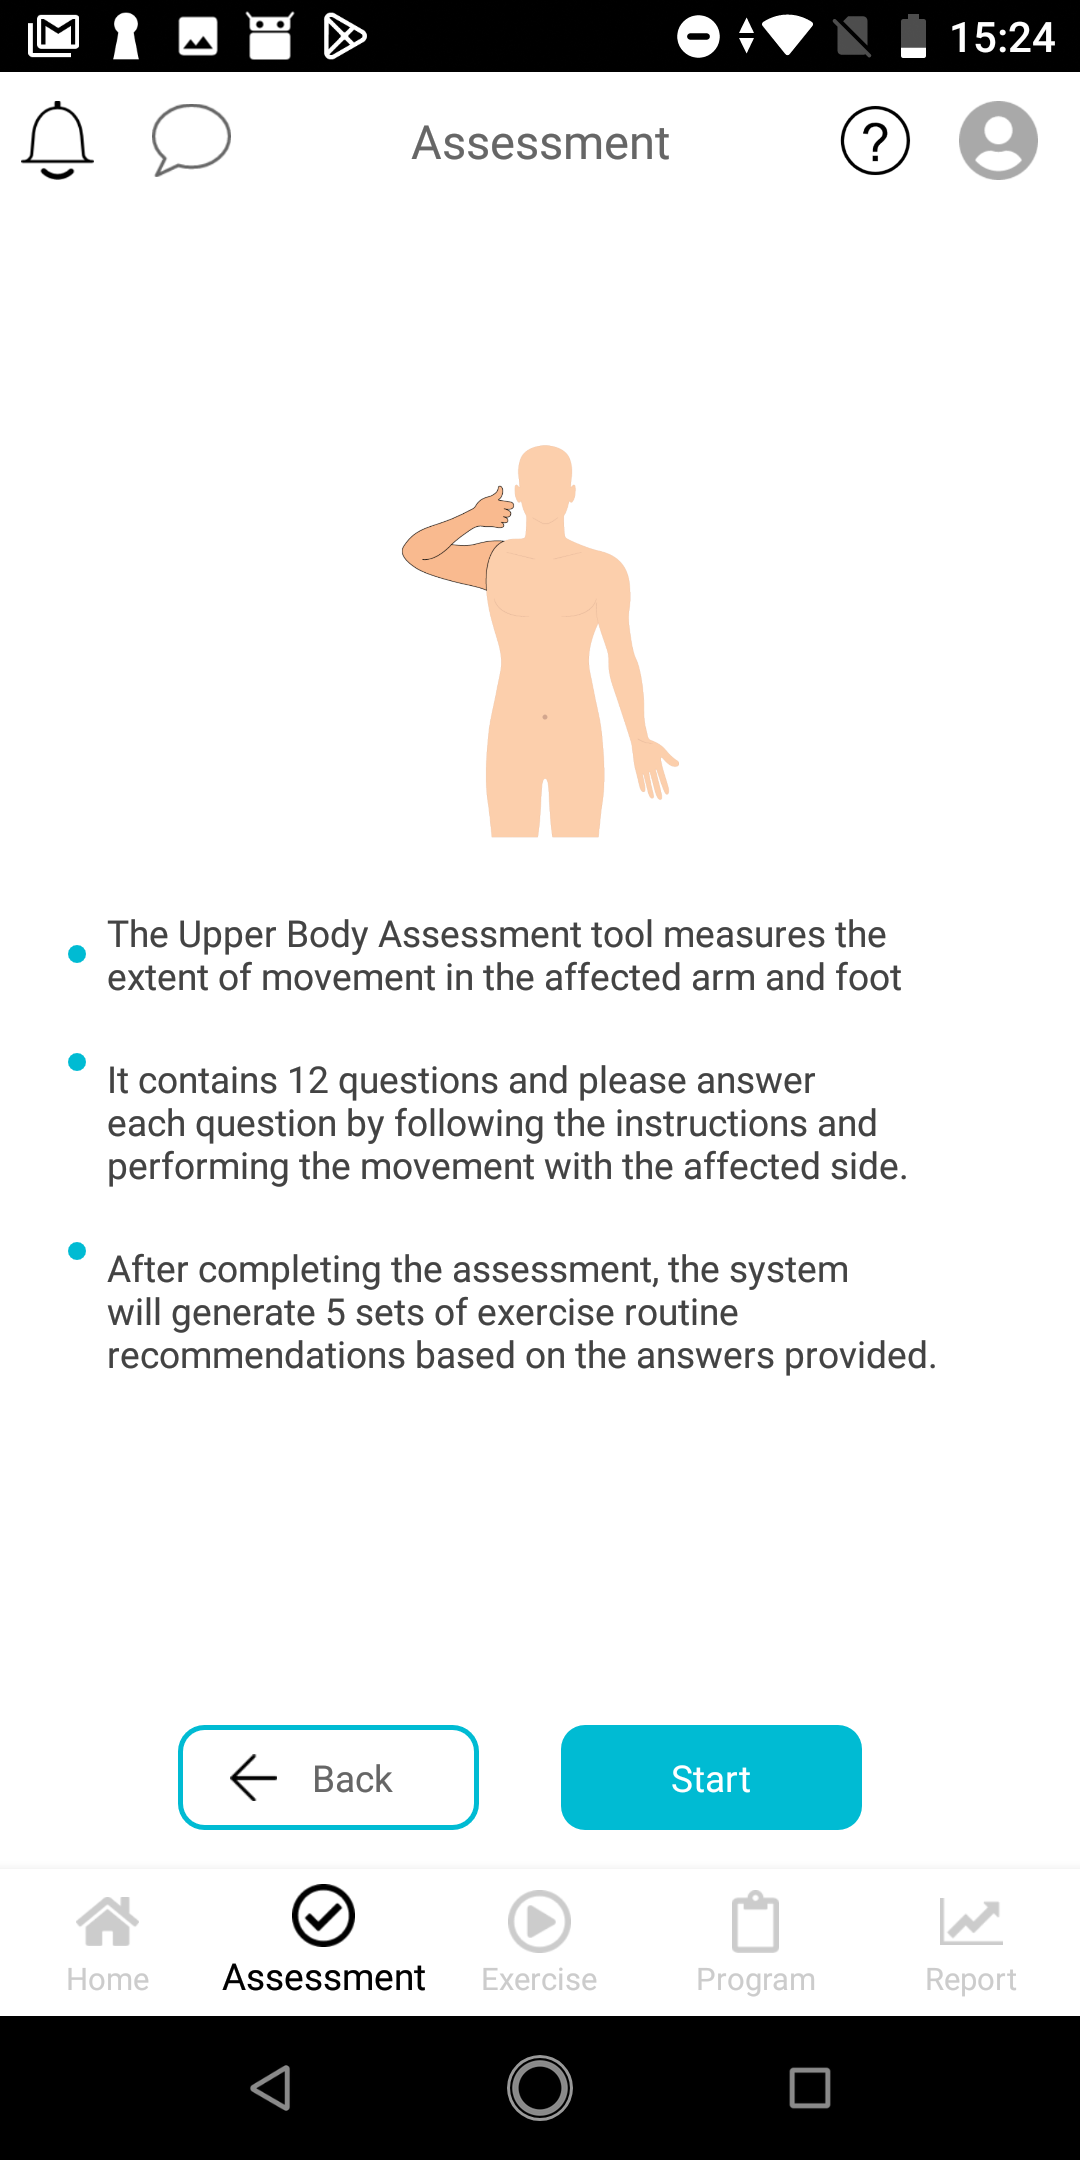 15:24
Assessment
?
The Upper Body Assessment tool measures the
extent of movement in the affected arm and foot
It contains 12 questions and please answer
each question by following the instructions and
performing the movement with the affected side.
After completing the assessment, the system
will generate 5 sets of exercise routine
recommendations based on the answers provided.
Back
Start
Home
Assessment
Exercise
Program
Report